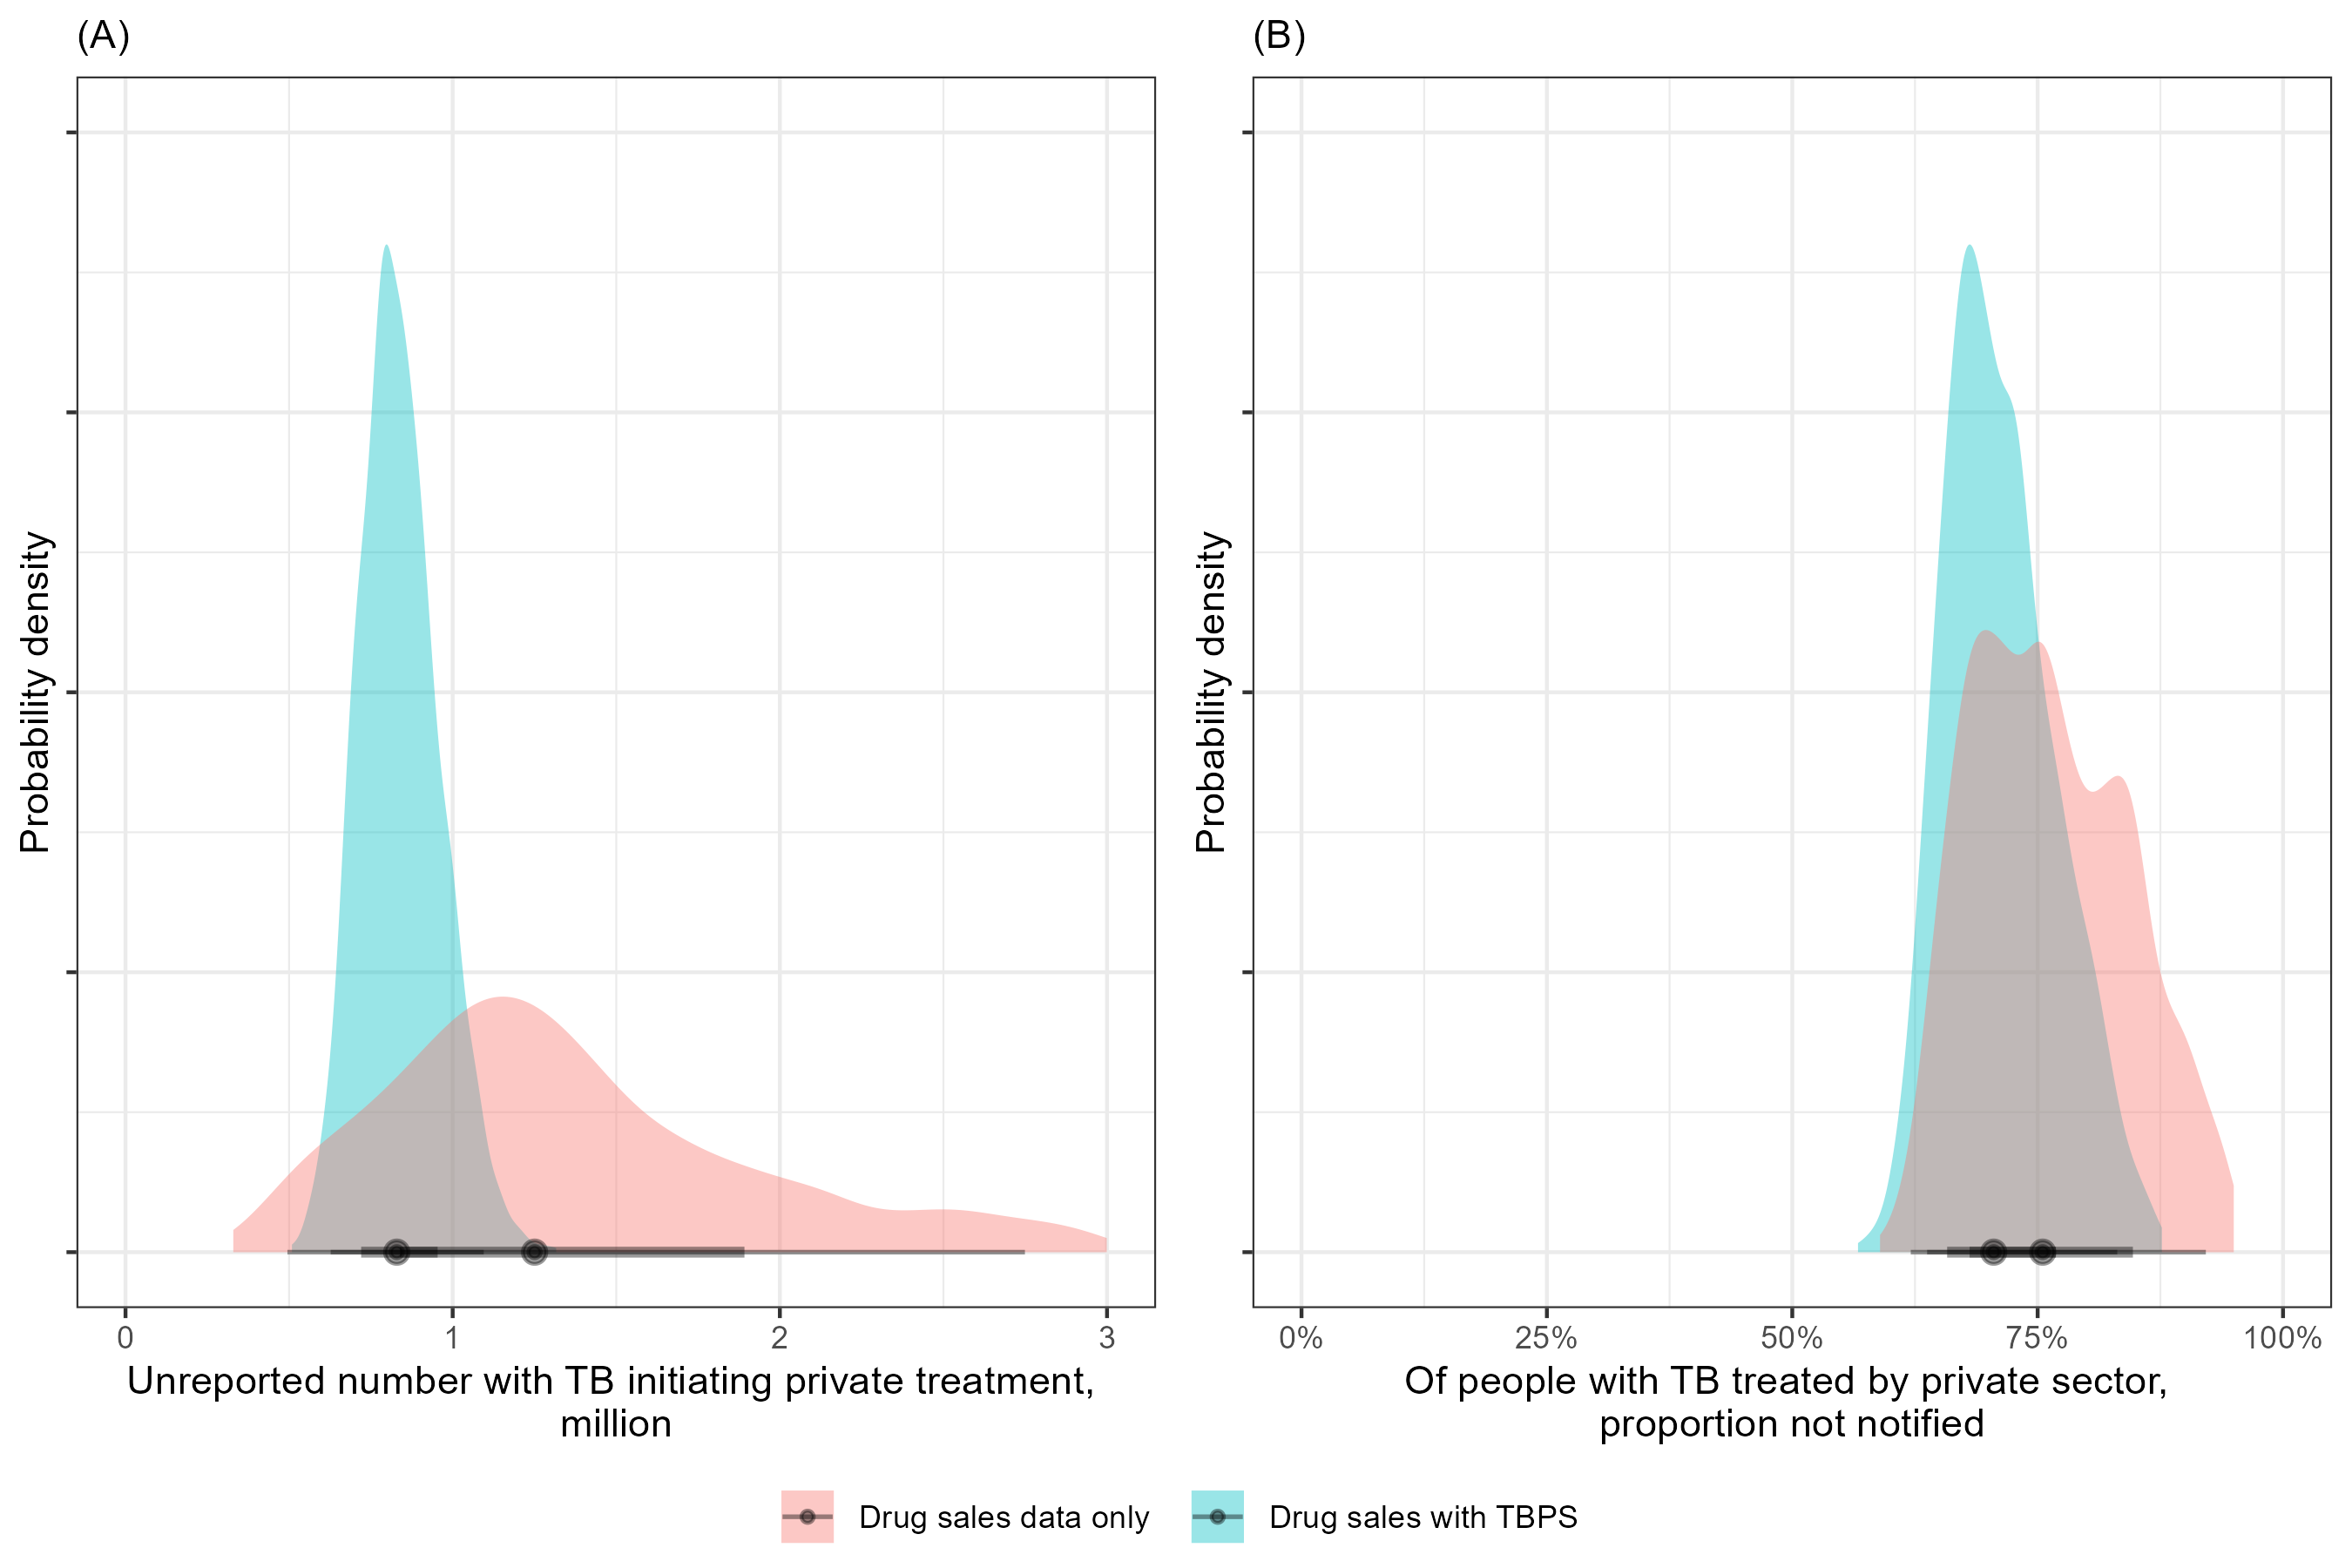 (A)
Probability density
0 1 2 3
Unreported number with TB initiating private treatment,
million
(B)
Probability density
0% 25% 50% 75% 100%
Of people with TB treated by private sector,
proportion not notified
Drug sales data only
Drug sales with TBPS